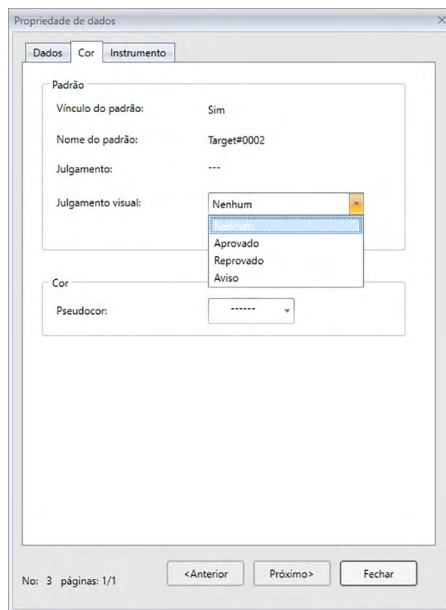 Propriedade de dados
Dados Cor Instrumento
Padrão
Vínculo do padrão: Sim
Nome do padrão: Target#0002
Julgamento: ---
Julgamento visual: Nenhum
Nenhum
Aprovado
Reprovado
Aviso
Cor
Pseudocor: ------
No: 3 páginas: 1/1 <Anterior Próximo> Fechar